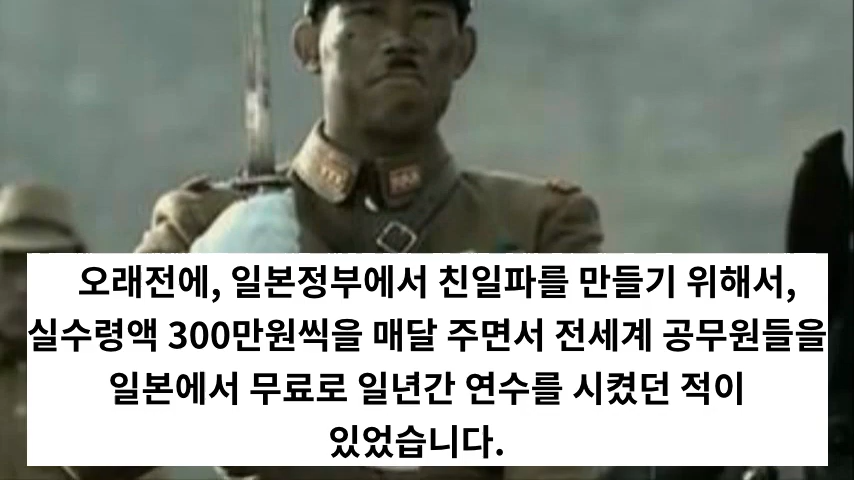 오래전에, 일본정부에서 친일파를 만들기 위해서,
실수령액 300만원씩을 매달 주면서 전세계 공무원들을
일본에서 무료로 일년간 연수를 시켰던 적이
있었습니다.